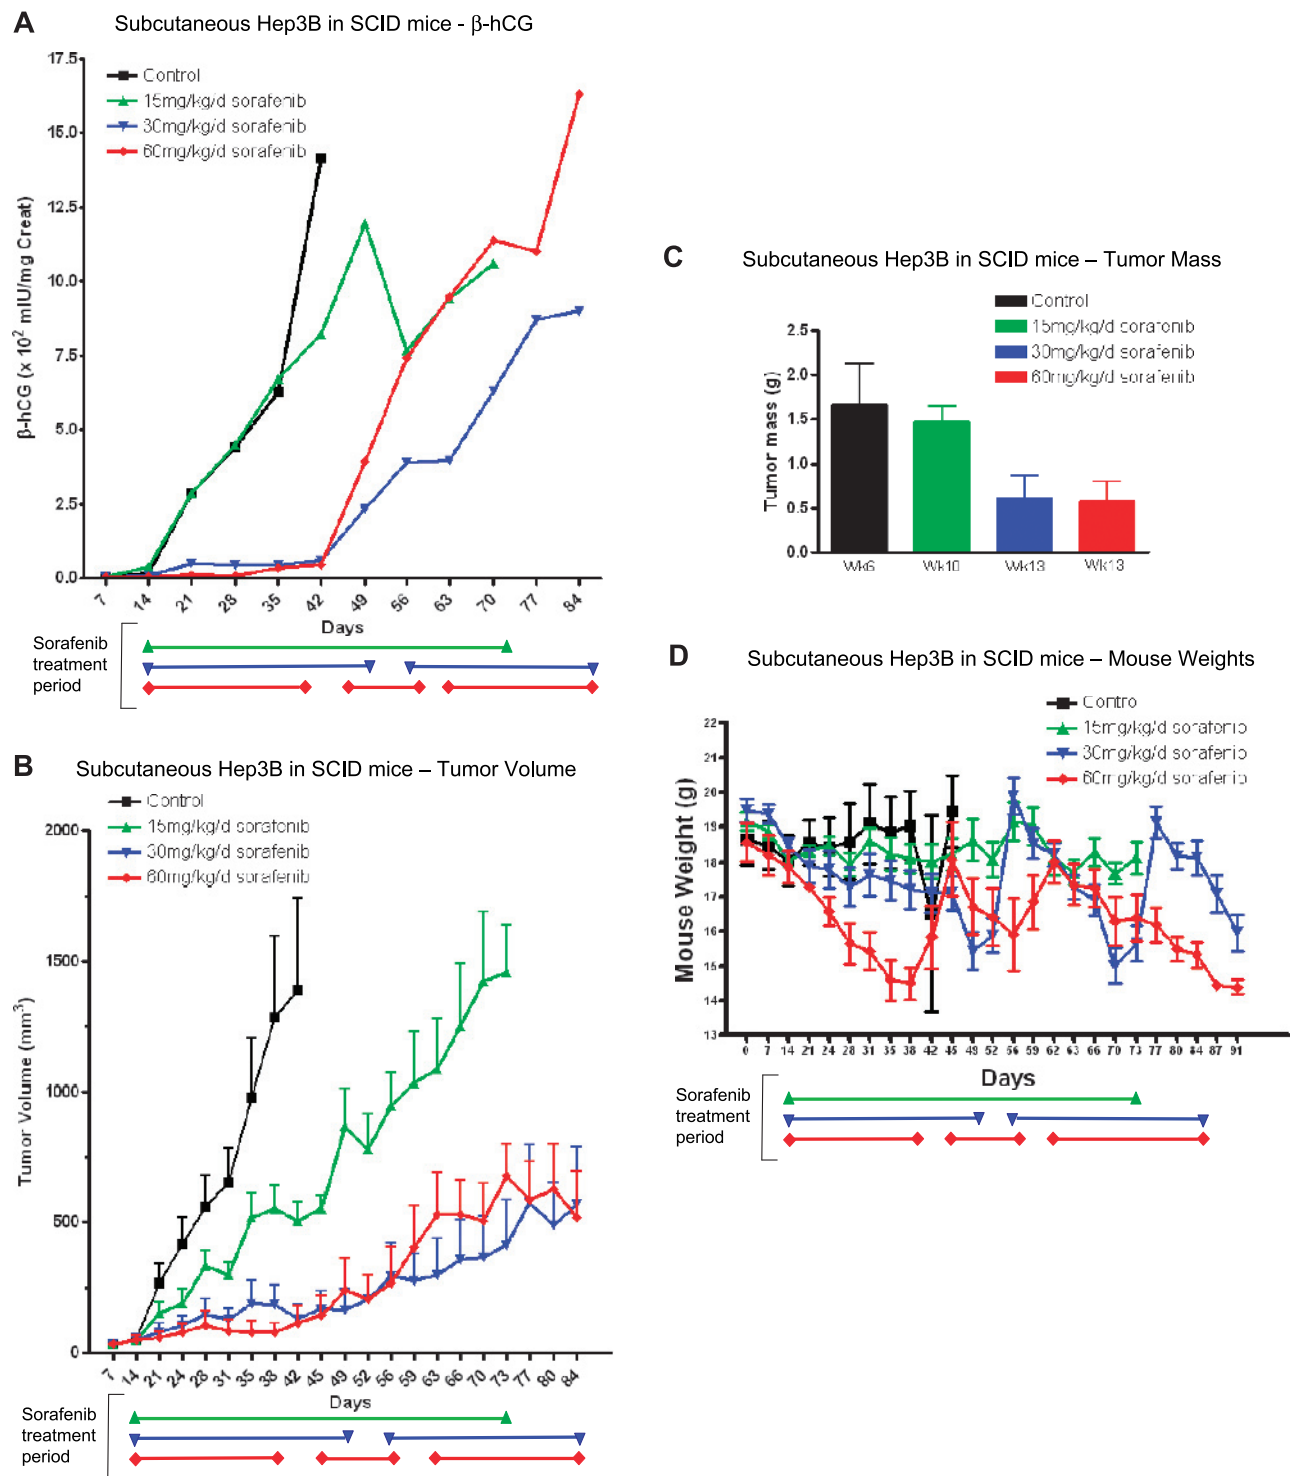 A
Subcutaneous Hep3B in SCID mice - β-hCG
17.5
15.0
12.5
10.0
7.5
5.0
2.5
0.0
β-hCG (x 10² mIU/mg Creat)
Control
15mg/kg/d sorafenib
30mg/kg/d sorafenib
60mg/kg/d sorafenib
7 14 21 28 35 42 49 56 63 70 77 84
Days
Sorafenib
treatment
period
B
Subcutaneous Hep3B in SCID mice – Tumor Volume
Control
15mg/kg/d sorafenib
30mg/kg/d sorafenib
60mg/kg/d sorafenib
2000
1500
1000
500
0
Tumor Volume (mm³)
7 14 21 24 28 31 35 38 42 45 49 52 56 59 63 66 70 73 77 80 84
Days
Sorafenib
treatment
period
C
Subcutaneous Hep3B in SCID mice – Tumor Mass
Control
15mg/kg/d sorafenib
30mg/kg/d sorafenib
60mg/kg/d sorafenib
2.5
2.0
1.5
1.0
0.5
0.0
Tumor mass (g)
Wk6 Wk10 Wk13 Wk13
D
Subcutaneous Hep3B in SCID mice – Mouse Weights
Contro
15mg/kg/d sorafenib
30mg/kg/d sorafenib
60mg/kg/d sorafenib
22
21
20
19
18
17
16
15
14
13
Mouse Weight (g)
0 7 14 21 24 28 31 35 38 42 45 49 52 56 59 62 63 66 70 73 77 80 84 87 91
Days
Sorafenib
treatment
period